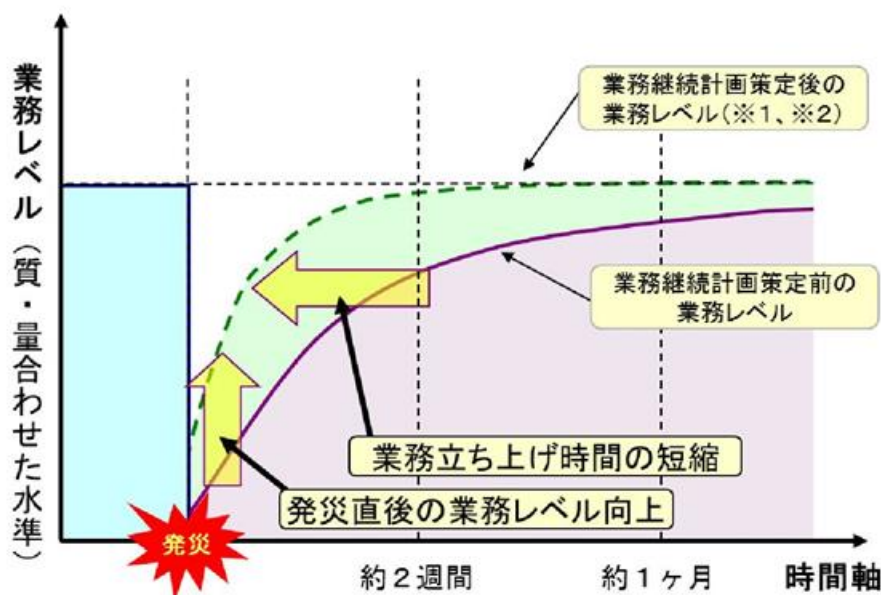 業務レベル（質・量合わせた水準）
業務継続計画策定後の
業務レベル(※１、※２)
業務継続計画策定前の
業務レベル
業務立ち上げ時間の短縮
発災直後の業務レベル向上
発災
約２週間
約１ヶ月
時間軸